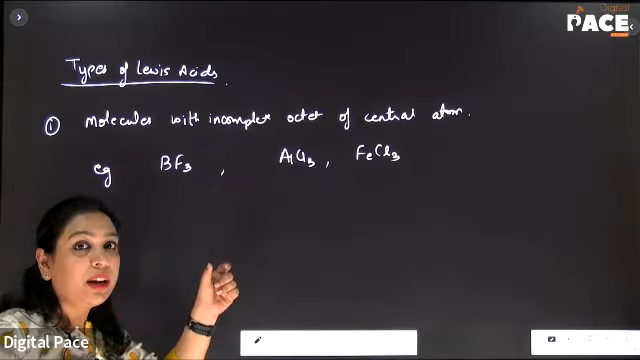 Digital
PACE
Types of Lewis Acids
① Molecules with incomplete octet of central atom.
eg BF3, AlCl3, FeCl3
Digital Pace